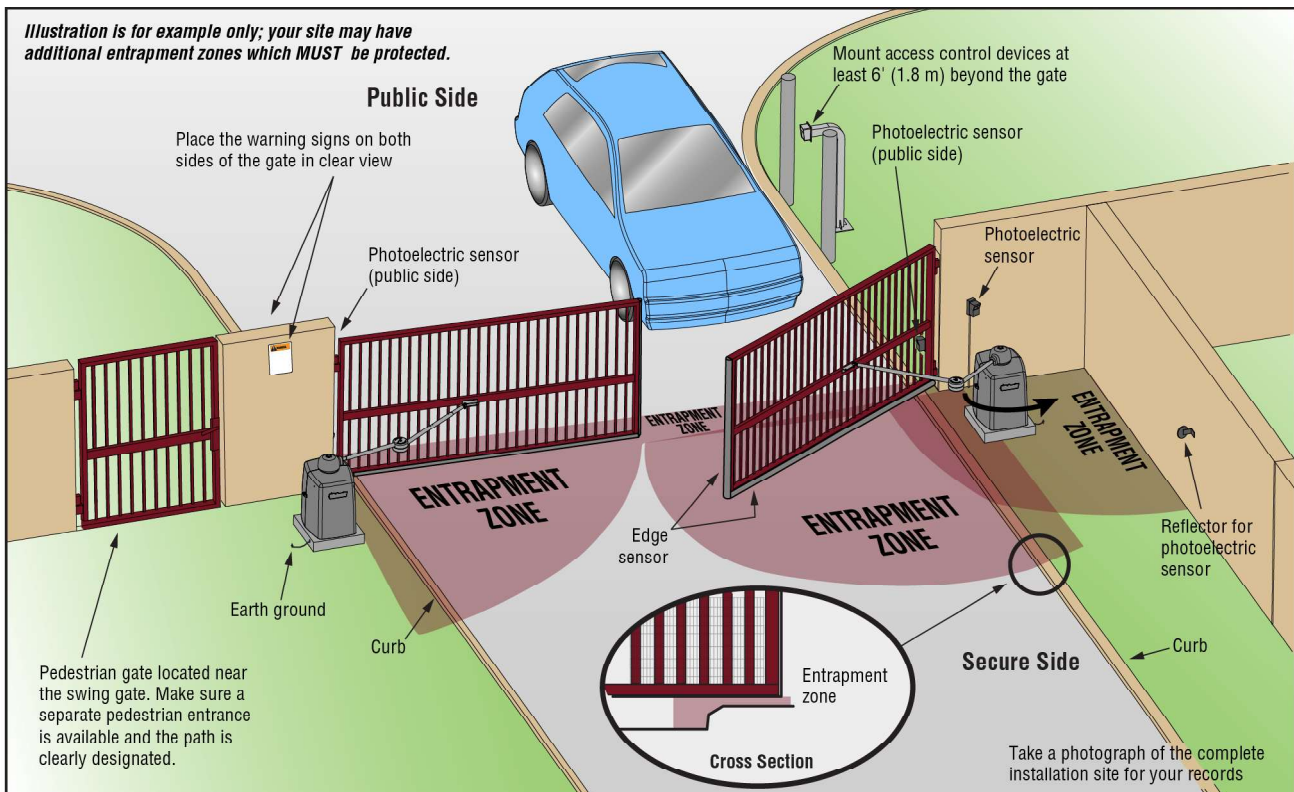 Illustration is for example only; your site may have
additional entrapment zones which MUST be protected.
Public Side
Place the warning signs on both
sides of the gate in clear view
Photoelectric sensor
(public side)
Mount access control devices at
least 6' (1.8 m) beyond the gate
Photoelectric sensor
(public side)
Photoelectric
sensor
ENTRAPMENT
ZONE
ENTRAPMENT
ZONE
ENTRAPMENT
ZONE
ENTRAPMENT
ZONE
Edge
sensor
Reflector for
photoelectric
sensor
Earth ground
Curb
Pedestrian gate located near
the swing gate. Make sure a
separate pedestrian entrance
is available and the path is
clearly designated.
Entrapment
zone
Cross Section
Secure Side
Curb
Take a photograph of the complete
installation site for your records